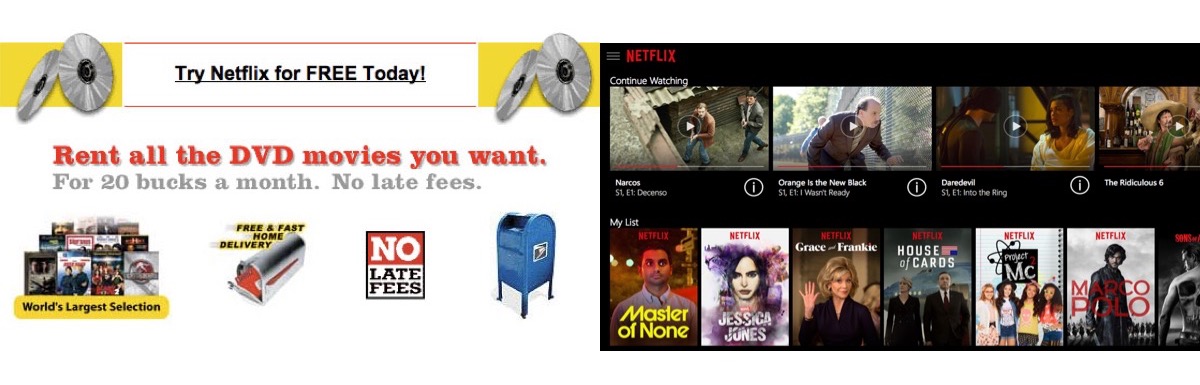 Try Netflix for FREE Today!
Rent all the DVD movies you want.
For 20 bucks a month. No late fees.
FREE & FAST
HOME
DELIVERY
NO
LATE
FEES
World's Largest Selection
NETFLIX
Continue Watching
Narcos
S1, E1: Decenso
Orange Is the New Black
S1, E1: I Wasn't Ready
Daredevil
S1, E1: Into the Ring
The Ridiculous 6
My List
NETFLIX
Master
of None
NETFLIX
JESSICA
JONES
NETFLIX
Grace and Frankie
NETFLIX
HOUSE
of CARDS
NETFLIX
Project
Mc²
NETFLIX
MARCO
POLO